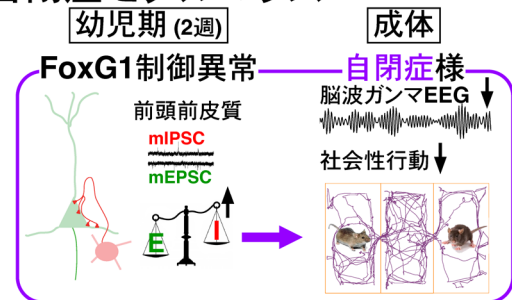 幼児期 (2週)
成体
FoxG1制御異常
自閉症様
前頭前皮質
mIPSC
mEPSC
E
I
脳波ガンマEEG
社会性行動